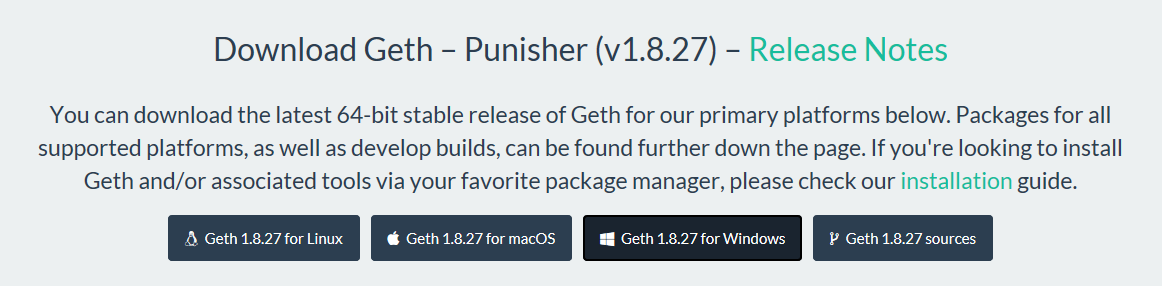 Download Geth – Punisher (v1.8.27) – Release Notes
You can download the latest 64-bit stable release of Geth for our primary platforms below. Packages for all
supported platforms, as well as develop builds, can be found further down the page. If you're looking to install
Geth and/or associated tools via your favorite package manager, please check our installation guide.
Geth 1.8.27 for Linux Geth 1.8.27 for macOS Geth 1.8.27 for Windows Geth 1.8.27 sources